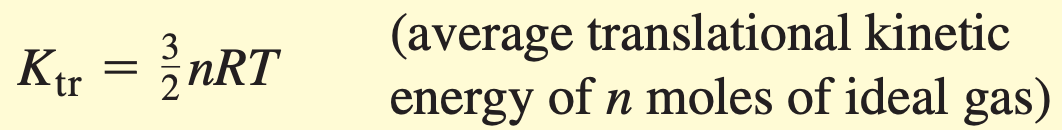 K_tr = 3/2 nRT
(average translational kinetic
energy of n moles of ideal gas)